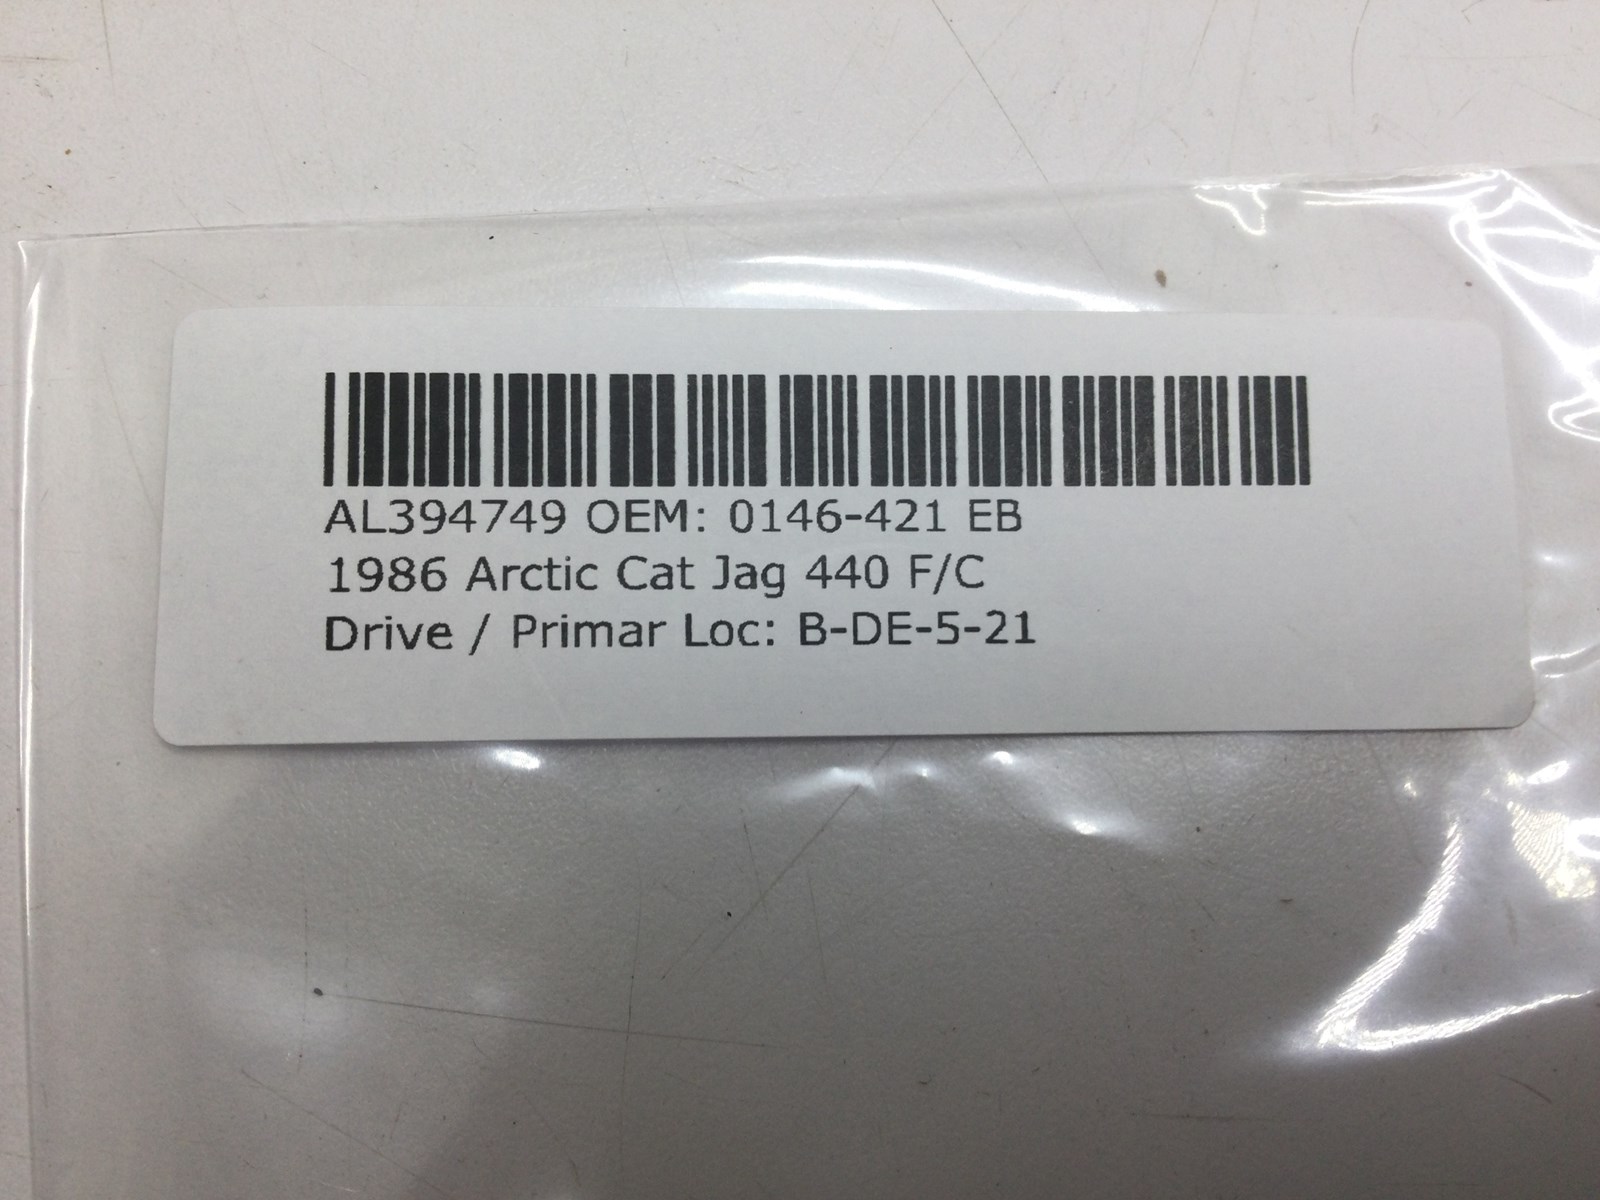 AL394749 OEM: 0146-421 EB
1986 Arctic Cat Jag 440 F/C
Drive / Primar Loc: B-DE-5-21